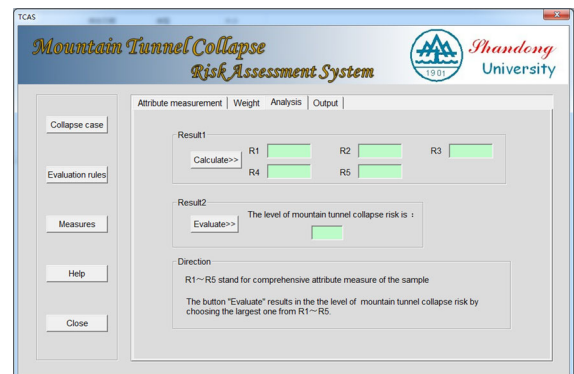 TCAS
Mountain Tunnel Collapse
Risk Assessment System
1901
Shandong
University
Collapse case
Evaluation rules
Measures
Help
Close
Attribute measurement Weight Analysis Output
Result1
Calculate>>
R1 R2 R3
R4 R5
Result2
Evaluate>>
The level of mountain tunnel collapse risk is :
Direction
R1～R5 stand for comprehensive attribute measure of the sample
The button "Evaluate" results in the the level of mountain tunnel collapse risk by
choosing the largest one from R1～R5.